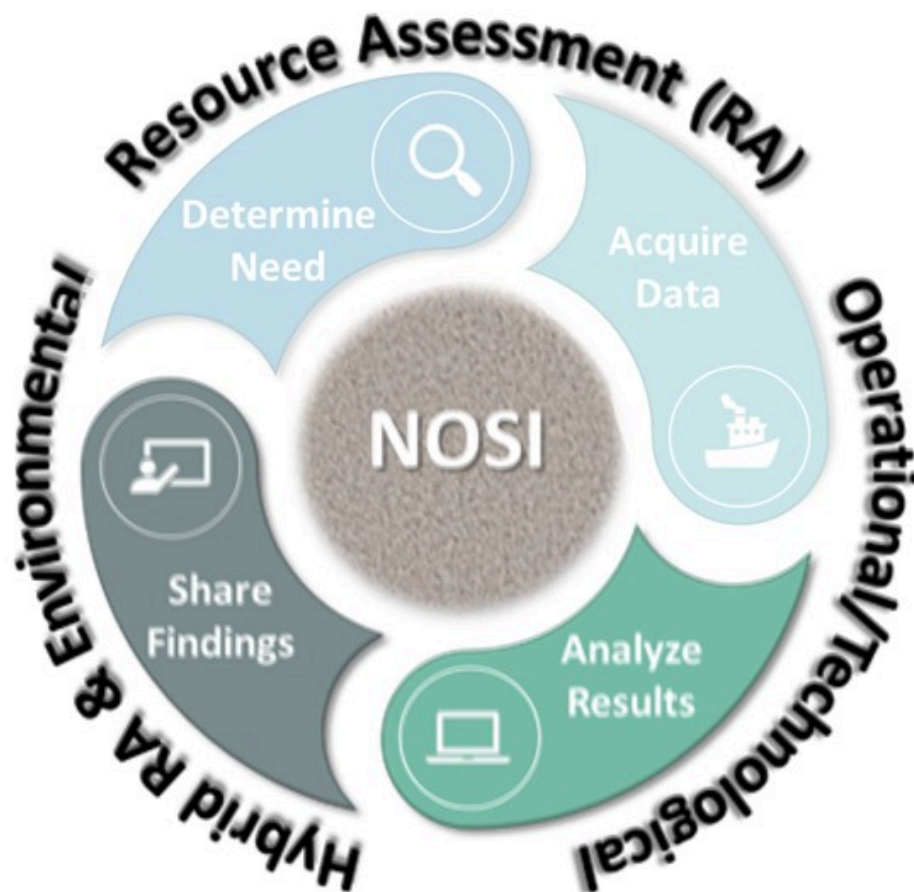 Resource Assessment (RA)
Determine
Need
Acquire
Data
Operational/Technological
NOSI
Analyze
Results
Share
Findings
Hybrid RA & Environmental